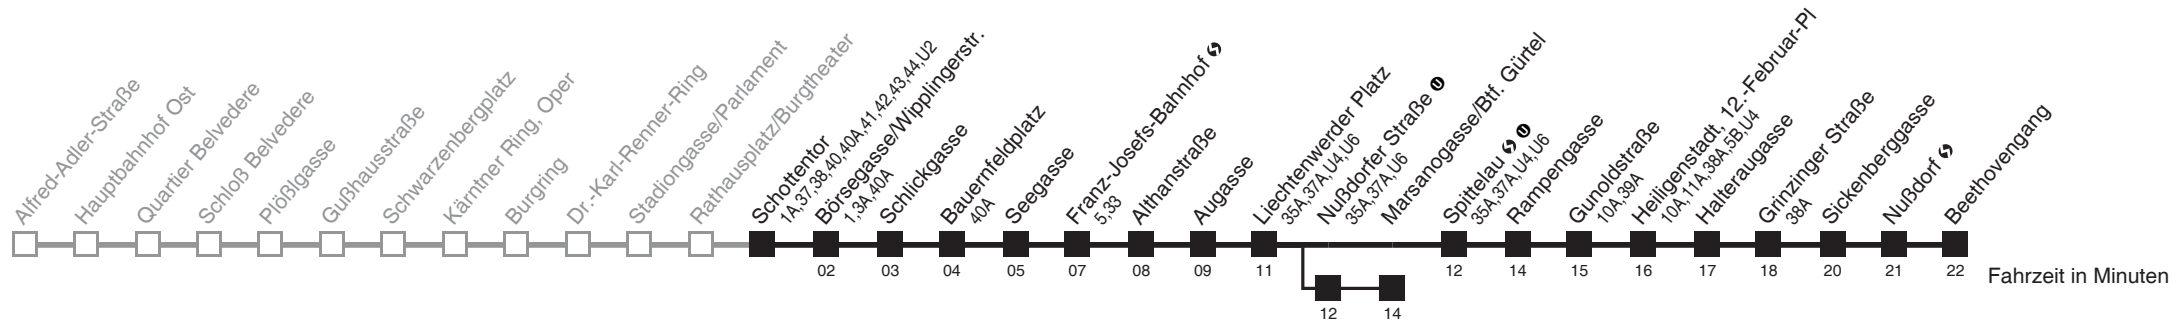 Alfred-Adler-Straße
Hauptbahnhof Ost
Quartier Belvedere
Schloß Belvedere
Plößlgasse
Gußhausstraße
Schwarzenbergplatz
Kärntner Ring, Oper
Burgring
Dr.-Karl-Renner-Ring
Stadiongasse/Parlament
Rathausplatz/Burgtheater
Schottentor
1A,37,38,40,40A,41,42,43,44,U2
Börsegasse/Wipplingerstr.
1,3A,40A
Schlickgasse
Bauernfeldplatz
40A
Seegasse
Franz-Josefs-Bahnhof S
5,33
Althanstraße
Augasse
Liechtenwerder Platz
35A,37A,U4,U6
Nußdorfer Straße U
35A,37A,U6
Marsanogasse/Btf. Gürtel
Spittelau S U
35A,37A,U4,U6
Rampengasse
Gunoldstraße
10A,39A
Heiligenstadt, 12.-Februar-Pl
10A,11A,38A,5B,U4
Halteraugasse
Grinzinger Straße
38A
Sickenberggasse
Nußdorf S
Beethovengang
02 03 04 05 07 08 09 11 12 14 15 16 17 18 20 21 22
Fahrzeit in Minuten
12 14